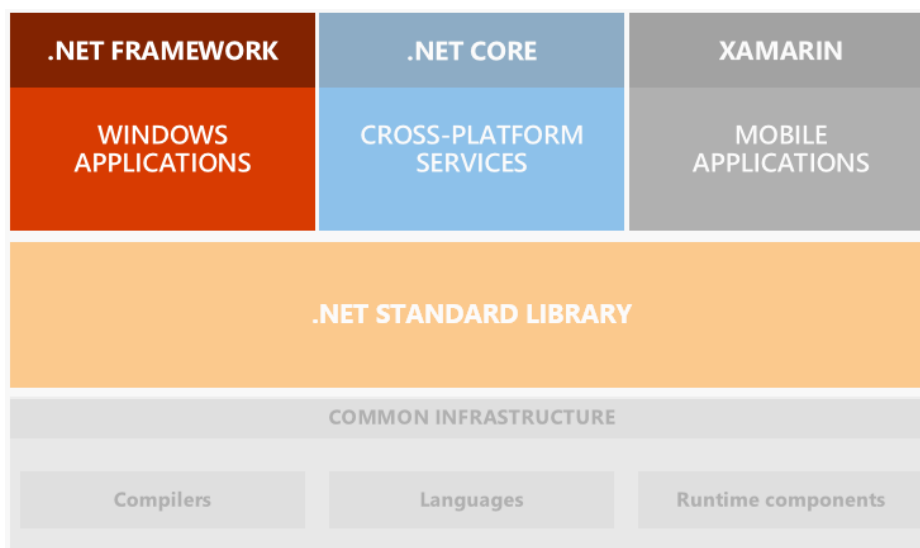 .NET FRAMEWORK
.NET CORE
XAMARIN
WINDOWS
APPLICATIONS
CROSS-PLATFORM
SERVICES
MOBILE
APPLICATIONS
.NET STANDARD LIBRARY
COMMON INFRASTRUCTURE
Compilers
Languages
Runtime components